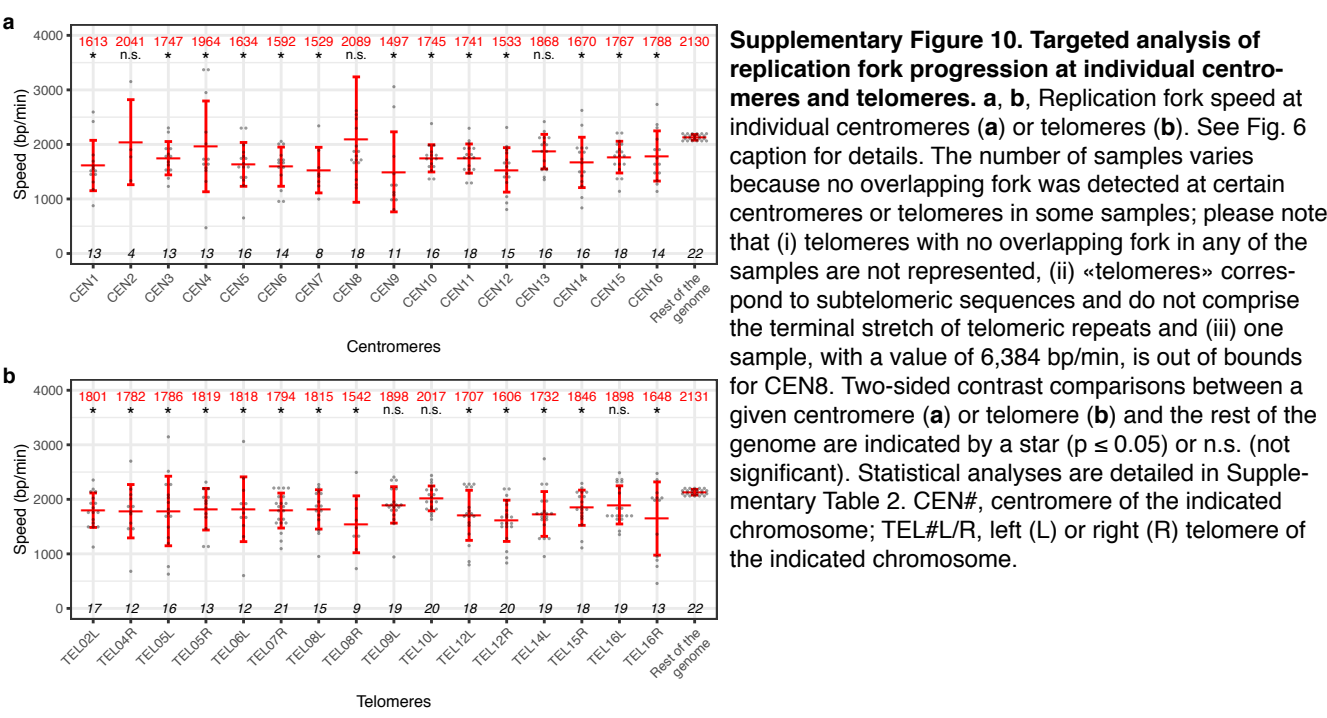 a
1613 2041 1747 1964 1634 1592 1529 2089 1497 1745 1741 1533 1868 1670 1767 1788 2130
* n.s. * * * * * n.s. * * * * n.s. * * *
4000
3000
2000
1000
0
Speed (bp/min)
13 4 13 13 16 14 8 18 11 16 18 15 16 16 18 14 22
CEN1 CEN2 CEN3 CEN4 CEN5 CEN6 CEN7 CEN8 CEN9 CEN10 CEN11 CEN12 CEN13 CEN14 CEN15 CEN16 Rest of the
genome
Centromeres
b
1801 1782 1786 1819 1818 1794 1815 1542 1898 2017 1707 1606 1732 1846 1898 1648 2131
* * * * * * * * n.s. n.s. * * * * n.s. *
4000
3000
2000
1000
0
Speed (bp/min)
17 12 16 13 12 21 15 9 19 20 18 20 19 18 19 13 22
TEL02L TEL04R TEL05L TEL05R TEL06L TEL07R TEL08L TEL08R TEL09L TEL10L TEL12L TEL12R TEL14L TEL15R TEL16L TEL16R Rest of the
genome
Telomeres
Supplementary Figure 10. Targeted analysis of
replication fork progression at individual centro-
meres and telomeres. a, b, Replication fork speed at
individual centromeres (a) or telomeres (b). See Fig. 6
caption for details. The number of samples varies
because no overlapping fork was detected at certain
centromeres or telomeres in some samples; please note
that (i) telomeres with no overlapping fork in any of the
samples are not represented, (ii) «telomeres» corres-
pond to subtelomeric sequences and do not comprise
the terminal stretch of telomeric repeats and (iii) one
sample, with a value of 6,384 bp/min, is out of bounds
for CEN8. Two-sided contrast comparisons between a
given centromere (a) or telomere (b) and the rest of the
genome are indicated by a star (p ≤ 0.05) or n.s. (not
significant). Statistical analyses are detailed in Supple-
mentary Table 2. CEN#, centromere of the indicated
chromosome; TEL#L/R, left (L) or right (R) telomere of
the indicated chromosome.